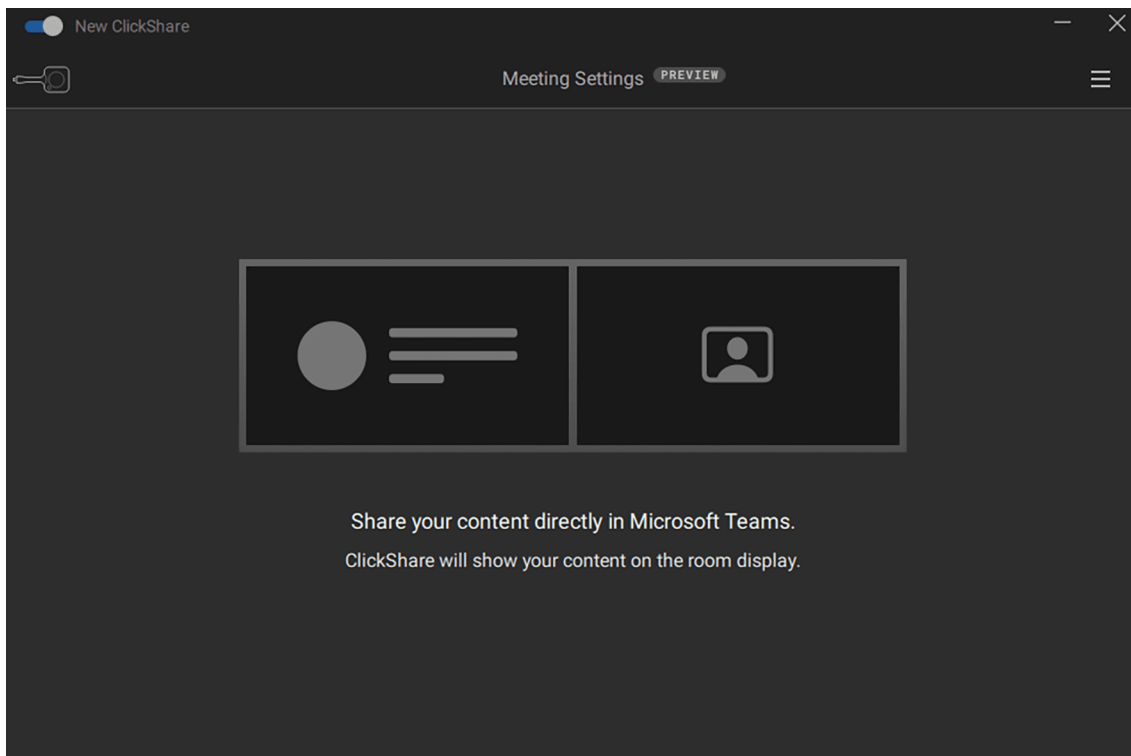 New ClickShare
Meeting Settings PREVIEW
Share your content directly in Microsoft Teams.
ClickShare will show your content on the room display.